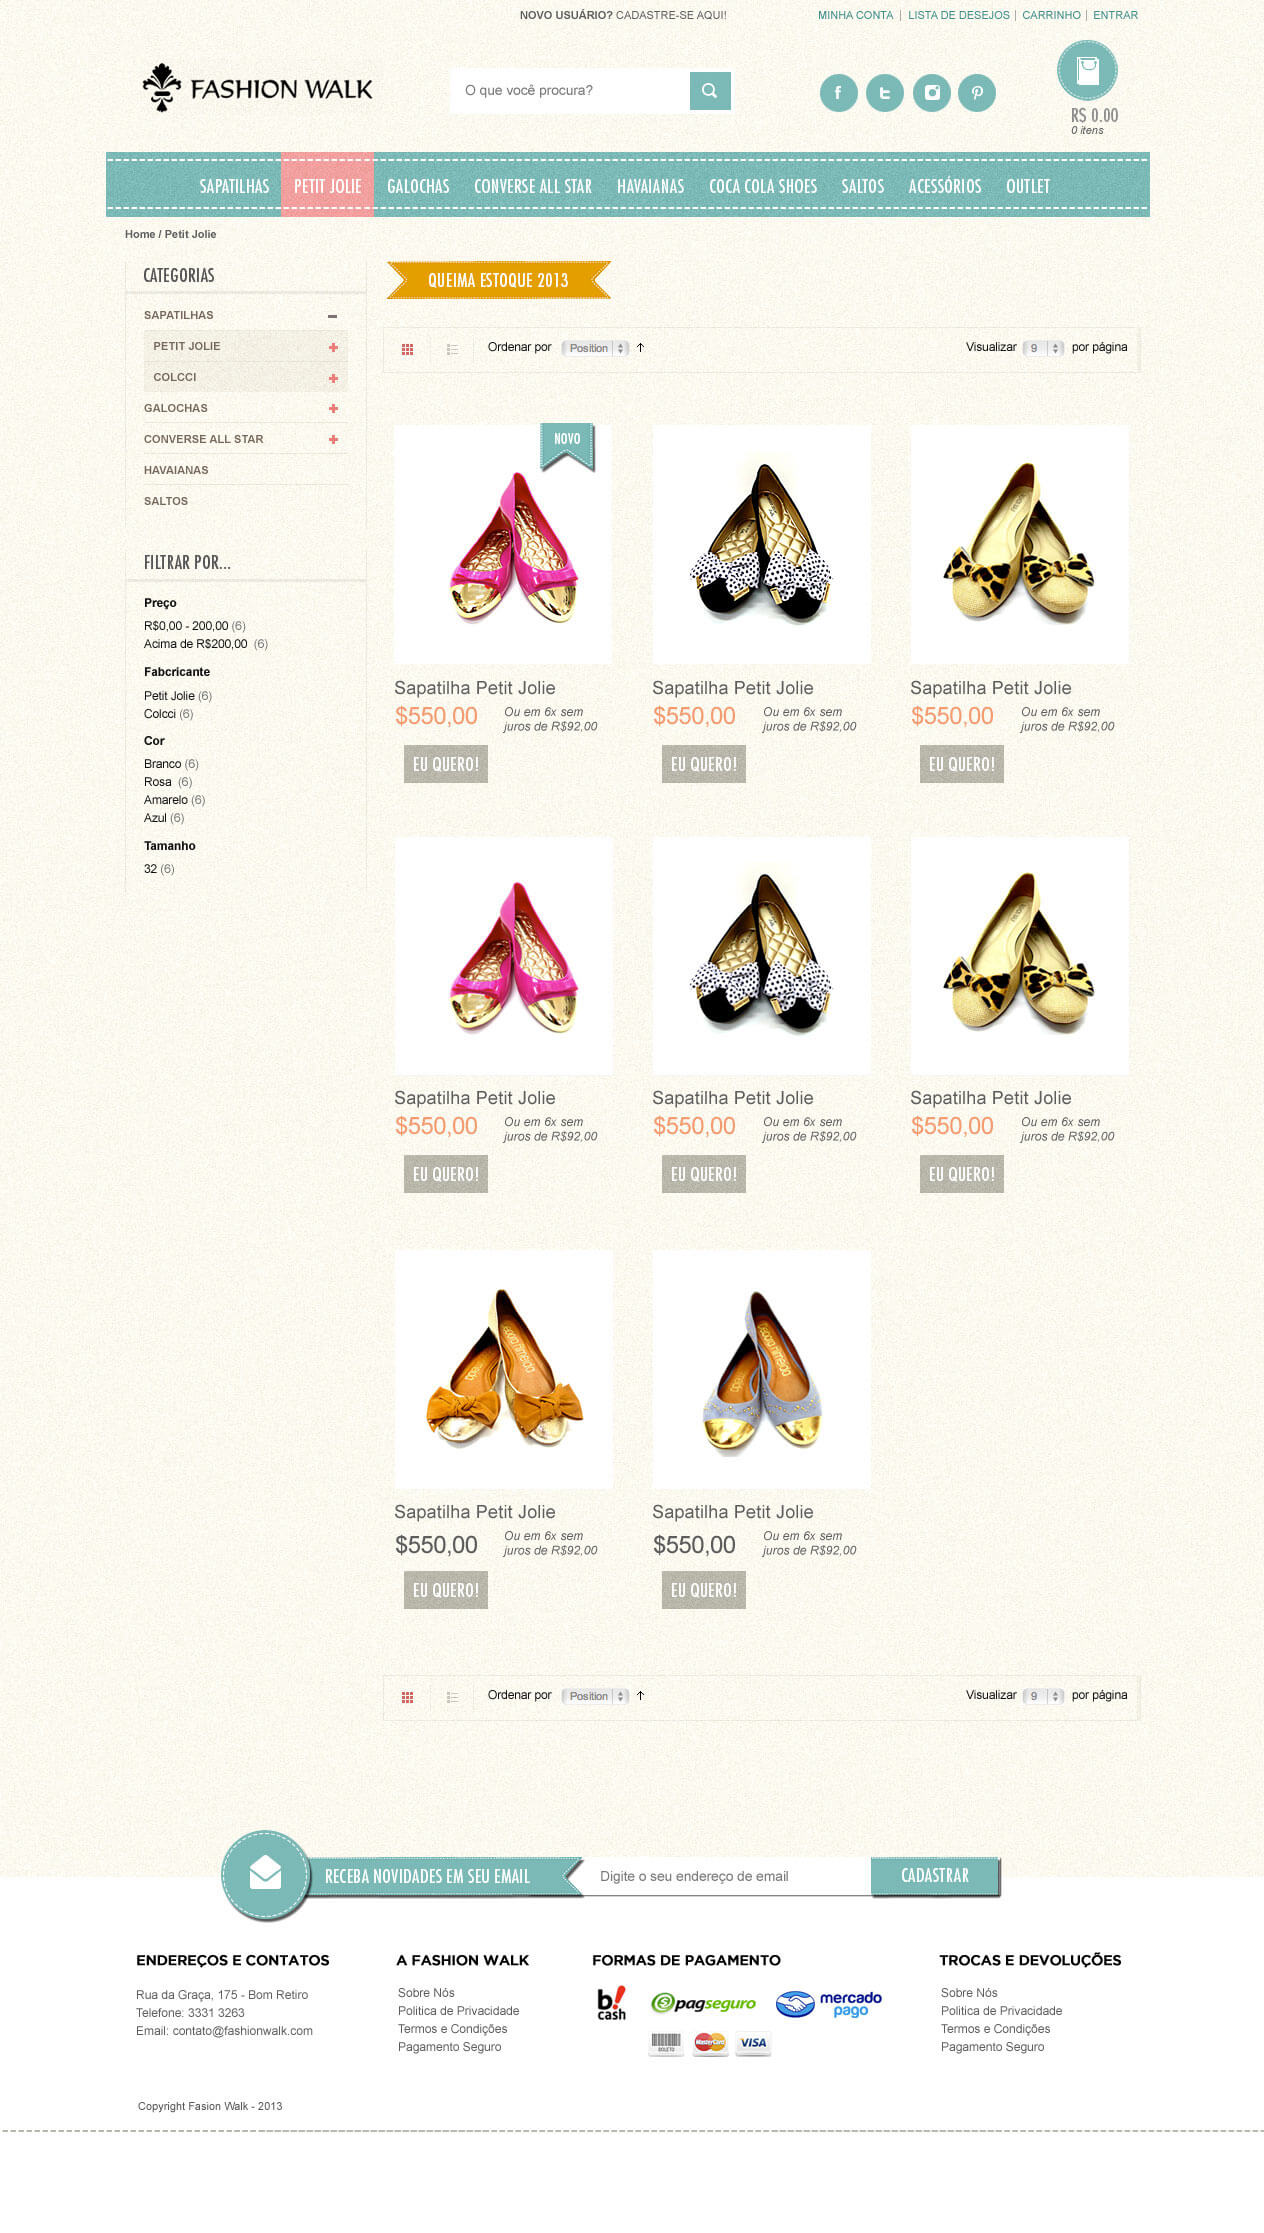 NOVO USUÁRIO? CADASTRE-SE AQUI!
MINHA CONTA | LISTA DE DESEJOS | CARRINHO | ENTRAR
FASHION WALK
O que você procura?
R$ 0.00
0 itens
SAPATILHAS PETIT JOLIE GALOCHAS CONVERSE ALL STAR HAVAIANAS COCA COLA SHOES SALTOS ACESSÓRIOS OUTLET
Home / Petit Jolie
CATEGORIAS
SAPATILHAS
PETIT JOLIE
COLCCI
GALOCHAS
CONVERSE ALL STAR
HAVAIANAS
SALTOS
FILTRAR POR...
Preço
R$0,00 - 200,00 (6)
Acima de R$200,00 (6)
Fabcricante
Petit Jolie (6)
Colcci (6)
Cor
Branco (6)
Rosa (6)
Amarelo (6)
Azul (6)
Tamanho
32 (6)
QUEIMA ESTOQUE 2013
Ordenar por Position Visualizar 9 por página
NOVO
Sapatilha Petit Jolie
$550,00
Ou em 6x sem
juros de R$92,00
EU QUERO!
Sapatilha Petit Jolie
$550,00
Ou em 6x sem
juros de R$92,00
EU QUERO!
Sapatilha Petit Jolie
$550,00
Ou em 6x sem
juros de R$92,00
EU QUERO!
Sapatilha Petit Jolie
$550,00
Ou em 6x sem
juros de R$92,00
EU QUERO!
Sapatilha Petit Jolie
$550,00
Ou em 6x sem
juros de R$92,00
EU QUERO!
Sapatilha Petit Jolie
$550,00
Ou em 6x sem
juros de R$92,00
EU QUERO!
Sapatilha Petit Jolie
$550,00
Ou em 6x sem
juros de R$92,00
EU QUERO!
Sapatilha Petit Jolie
$550,00
Ou em 6x sem
juros de R$92,00
EU QUERO!
Ordenar por Position Visualizar 9 por página
RECEBA NOVIDADES EM SEU EMAIL
Digite o seu endereço de email
CADASTRAR
ENDEREÇOS E CONTATOS
Rua da Graça, 175 - Bom Retiro
Telefone: 3331 3263
Email: contato@fashionwalk.com
A FASHION WALK
Sobre Nós
Politica de Privacidade
Termos e Condições
Pagamento Seguro
FORMAS DE PAGAMENTO
b!
cash
pagseguro
mercado
pago
BOLETO
MasterCard
VISA
TROCAS E DEVOLUÇÕES
Sobre Nós
Politica de Privacidade
Termos e Condições
Pagamento Seguro
Copyright Fasion Walk - 2013